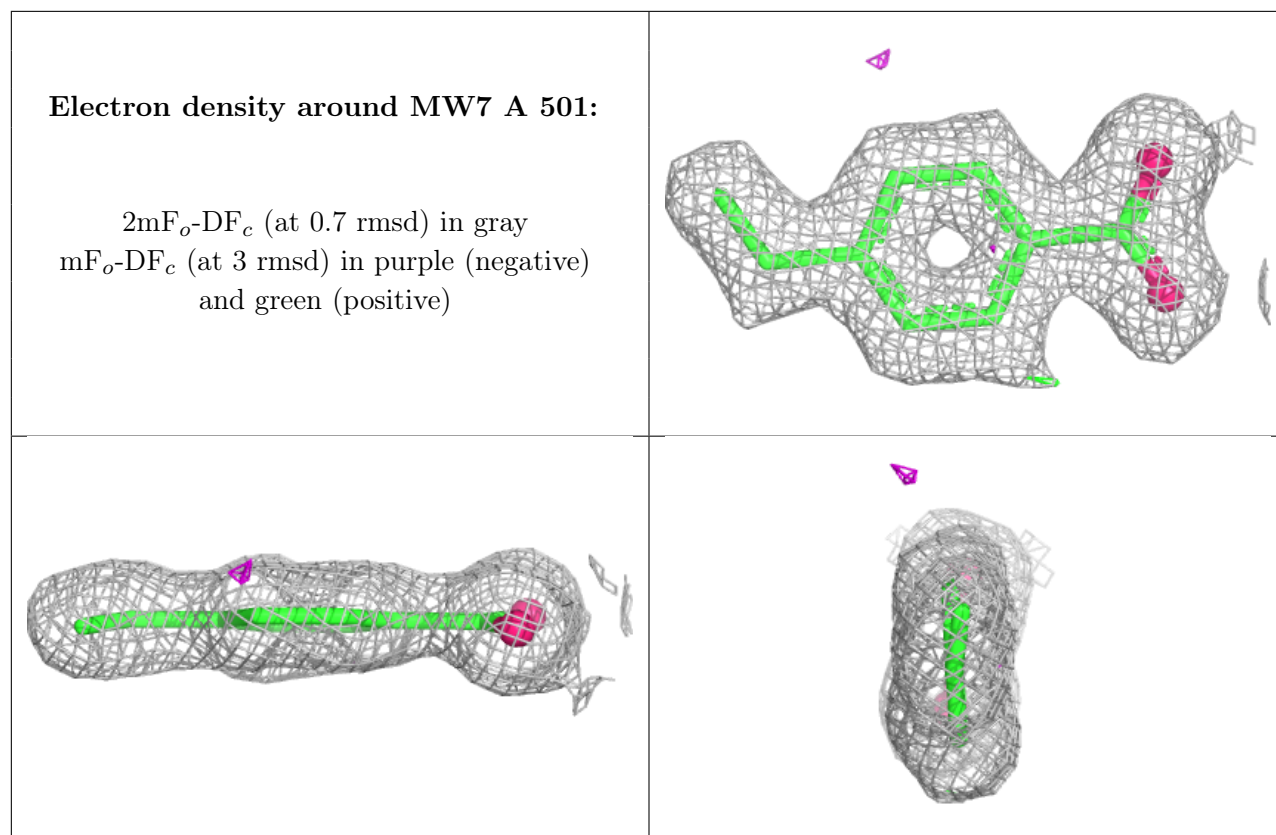 Electron density around MW7 A 501:
2mFo-DFc (at 0.7 rmsd) in gray
mFo-DFc (at 3 rmsd) in purple (negative)
and green (positive)